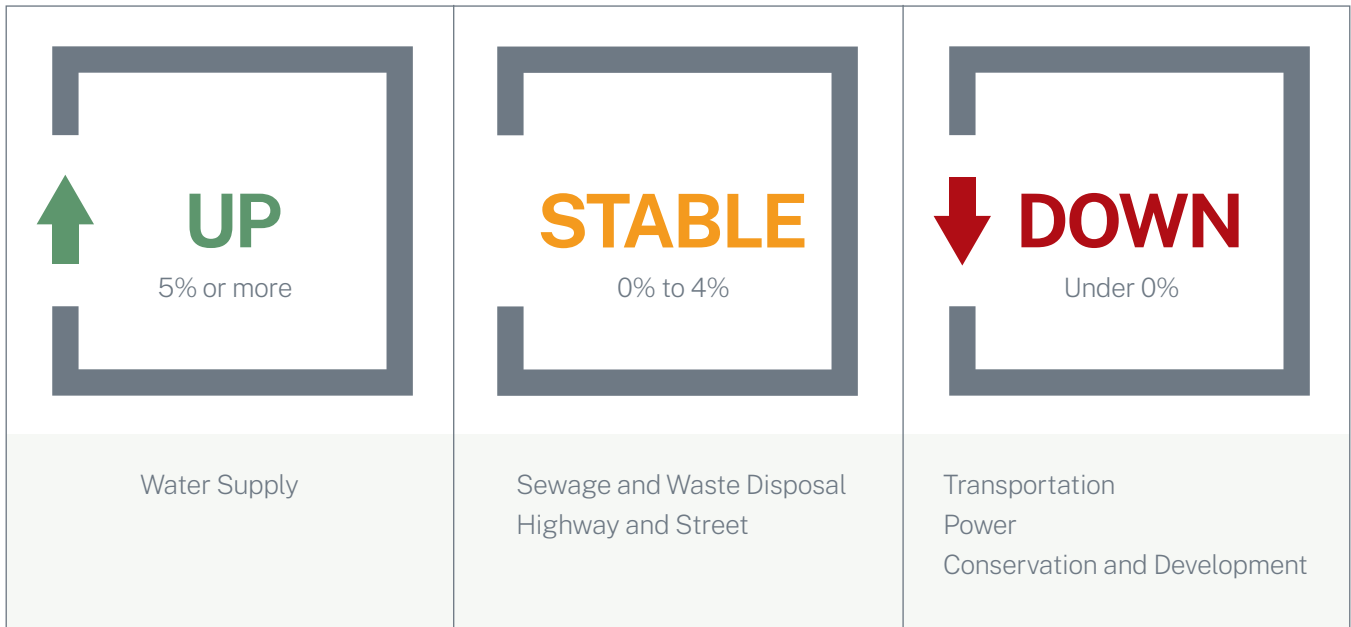 UP
5% or more
Water Supply
STABLE
0% to 4%
Sewage and Waste Disposal
Highway and Street
DOWN
Under 0%
Transportation
Power
Conservation and Development